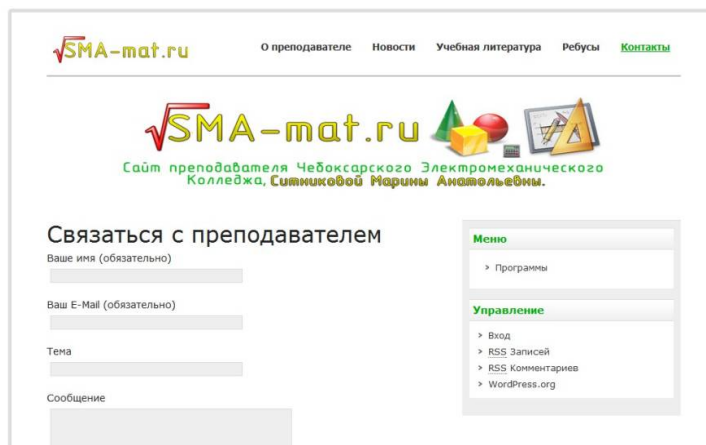 √SMA-mat.ru
О преподавателе Новости Учебная литература Ребусы Контакты
√SMA-mat.ru
Сайт преподавателя Чебоксарского Электромеханического
Колледжа, Ситниковой Марины Анатольевны.
Связаться с преподавателем
Ваше имя (обязательно)
Ваш E-Mail (обязательно)
Тема
Сообщение
Меню
> Программы
Управление
> Вход
> RSS Записей
> RSS Комментариев
> WordPress.org